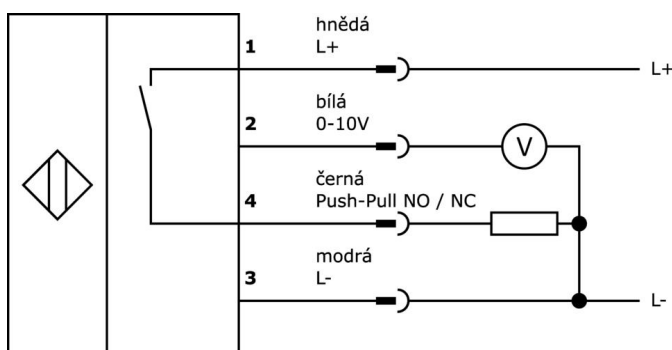 hnědá
1 L+ L+
bílá
2 0-10V
V
černá
4 Push-Pull NO / NC
modrá
3 L- L-